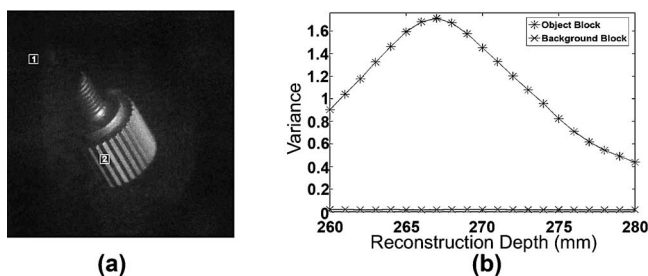 1
2
(a)
Variance
1.6
1.4
1.2
1
0.8
0.6
0.4
0.2
0
260
265
270
275
280
Reconstruction Depth (mm)
Object Block
Background Block
(b)